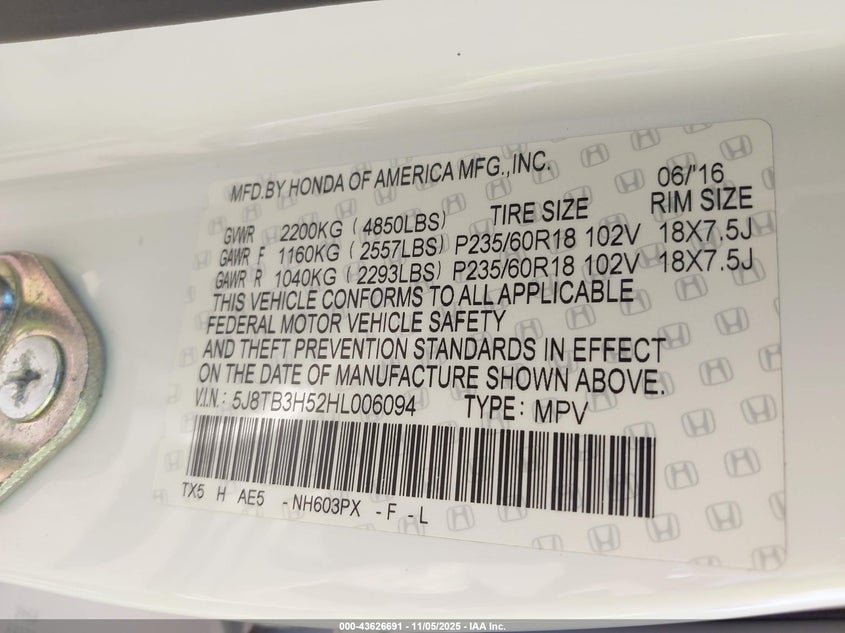 MFD.BY HONDA OF AMERICA MFG.,INC. 06/'16
GVWR 2200KG ( 4850LBS) TIRE SIZE RIM SIZE
GAWR F 1160KG ( 2557LBS) P235/60R18 102V 18X7.5J
GAWR R 1040KG ( 2293LBS) P235/60R18 102V 18X7.5J
THIS VEHICLE CONFORMS TO ALL APPLICABLE
FEDERAL MOTOR VEHICLE SAFETY
AND THEFT PREVENTION STANDARDS IN EFFECT
ON THE DATE OF MANUFACTURE SHOWN ABOVE.
V.I.N.: 5J8TB3H52HL006094 TYPE: MPV
TX5 H AE5 -NH603PX -F -L
000-43626691 - 11/05/2025 - IAA Inc.